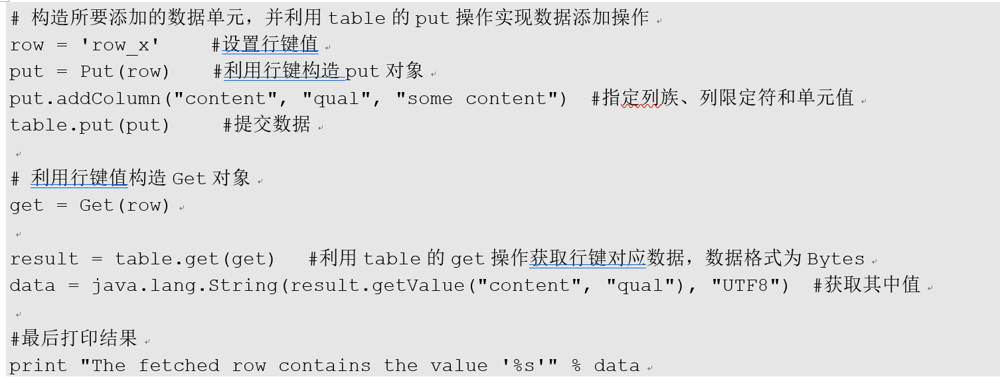 # 构造所要添加的数据单元，并利用 table 的 put 操作实现数据添加操作
row = 'row_x' #设置行键值
put = Put(row) #利用行键构造 put 对象
put.addColumn("content", "qual", "some content") #指定列族、列限定符和单元值
table.put(put) #提交数据
# 利用行键值构造 Get 对象
get = Get(row)
result = table.get(get) #利用 table 的 get 操作获取行键对应数据，数据格式为 Bytes
data = java.lang.String(result.getValue("content", "qual"), "UTF8") #获取其中值
#最后打印结果
print "The fetched row contains the value '%s'" % data